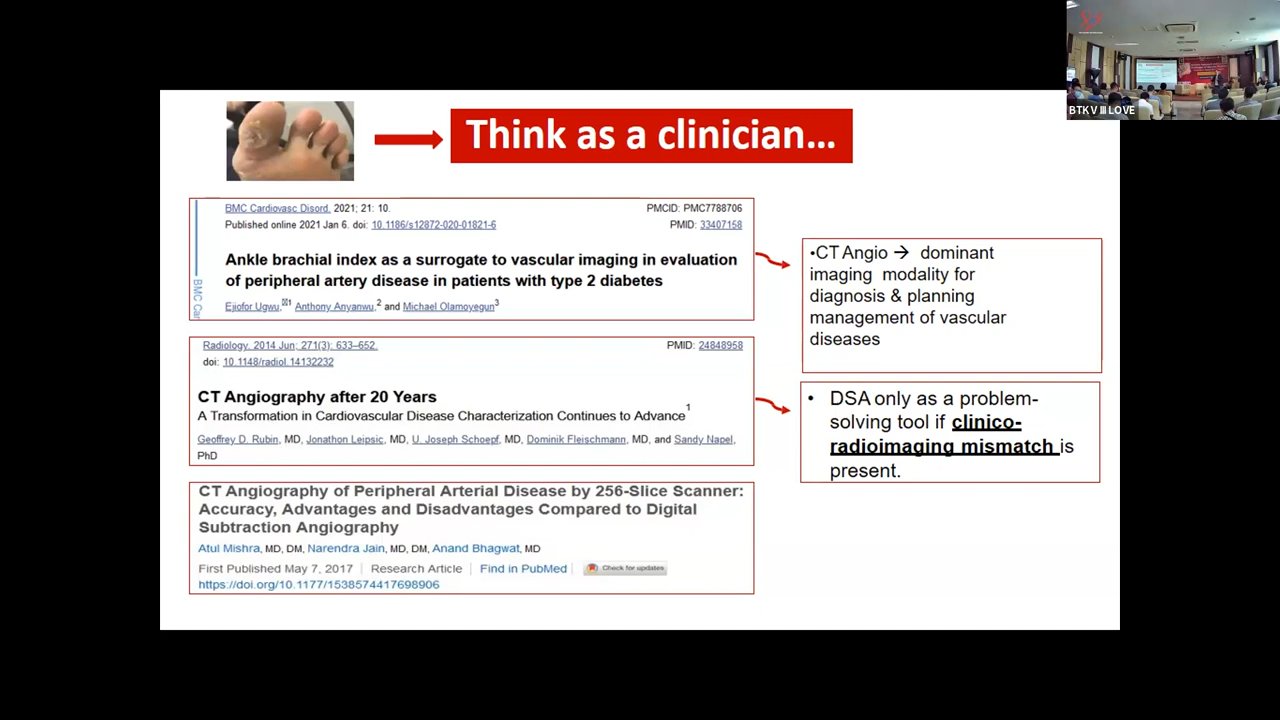 BTKV III LOVE
Think as a clinician...
BMC Cardiovasc Disord. 2021; 21: 10.
PMCID: PMC7788706
Published online 2021 Jan 6. doi: 10.1186/s12872-020-01821-6
PMID: 33407158
Ankle brachial index as a surrogate to vascular imaging in evaluation
of peripheral artery disease in patients with type 2 diabetes
Ejiofor Ugwu,✉1 Anthony Anyanwu,2 and Michael Olamoyegun3
BMC Car
Radiology. 2014 Jun; 271(3): 633–652.
PMID: 24848958
doi: 10.1148/radiol.14132232
CT Angiography after 20 Years
A Transformation in Cardiovascular Disease Characterization Continues to Advance1
Geoffrey D. Rubin, MD, Jonathon Leipsic, MD, U. Joseph Schoepf, MD, Dominik Fleischmann, MD, and Sandy Napel,
PhD
CT Angiography of Peripheral Arterial Disease by 256-Slice Scanner:
Accuracy, Advantages and Disadvantages Compared to Digital
Subtraction Angiography
Atul Mishra, MD, DM, Narendra Jain, MD, DM, Anand Bhagwat, MD
First Published May 7, 2017 | Research Article | Find in PubMed | Check for updates
https://doi.org/10.1177/1538574417698906
•CT Angio → dominant
imaging modality for
diagnosis & planning
management of vascular
diseases
• DSA only as a problem-
solving tool if clinico-
radioimaging mismatch is
present.